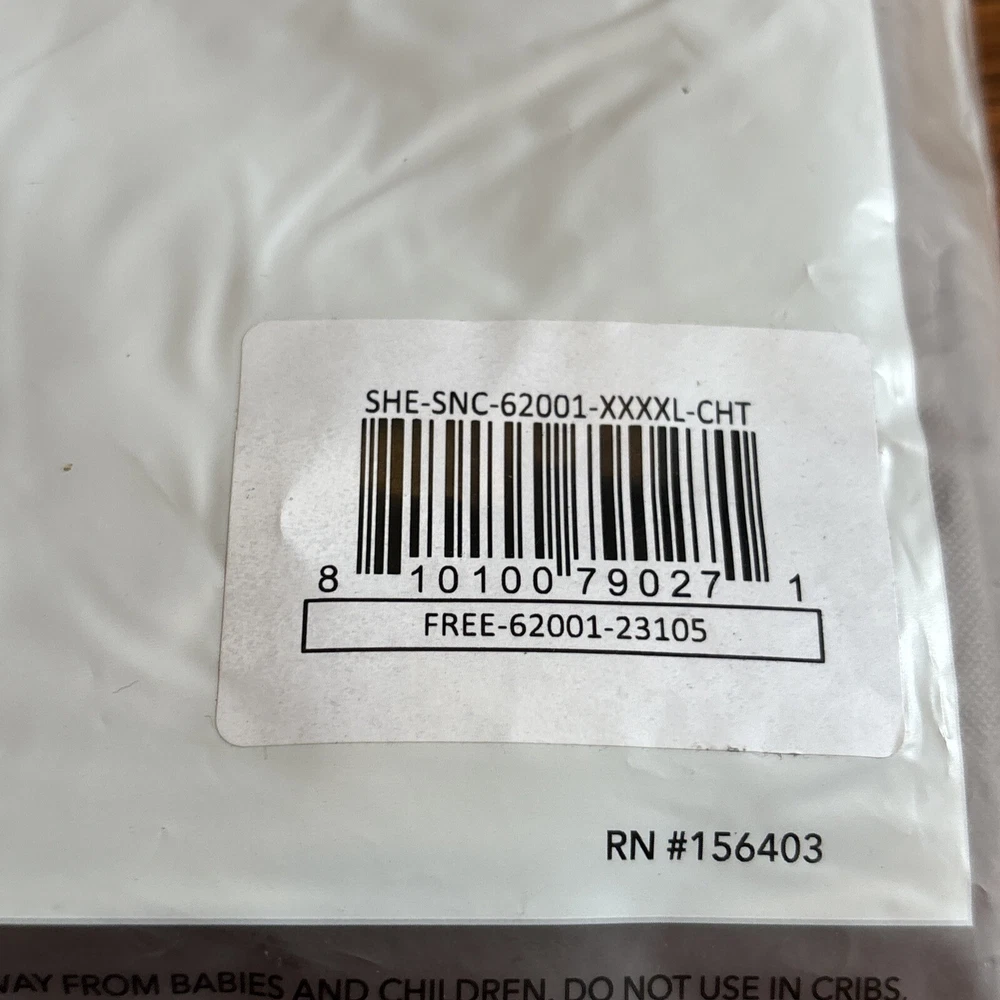 SHE-SNC-62001-XXXXL-CHT
8 10100 79027 1
FREE-62001-23105
RN #156403
FROM BABIES AND CHILDREN. DO NOT USE IN CRIBS,